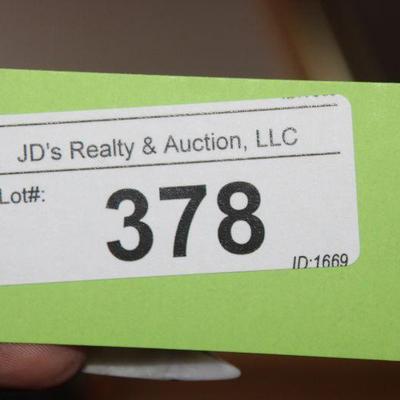 JD's Realty & Auction, LLC
Lot#:
378
ID:1669